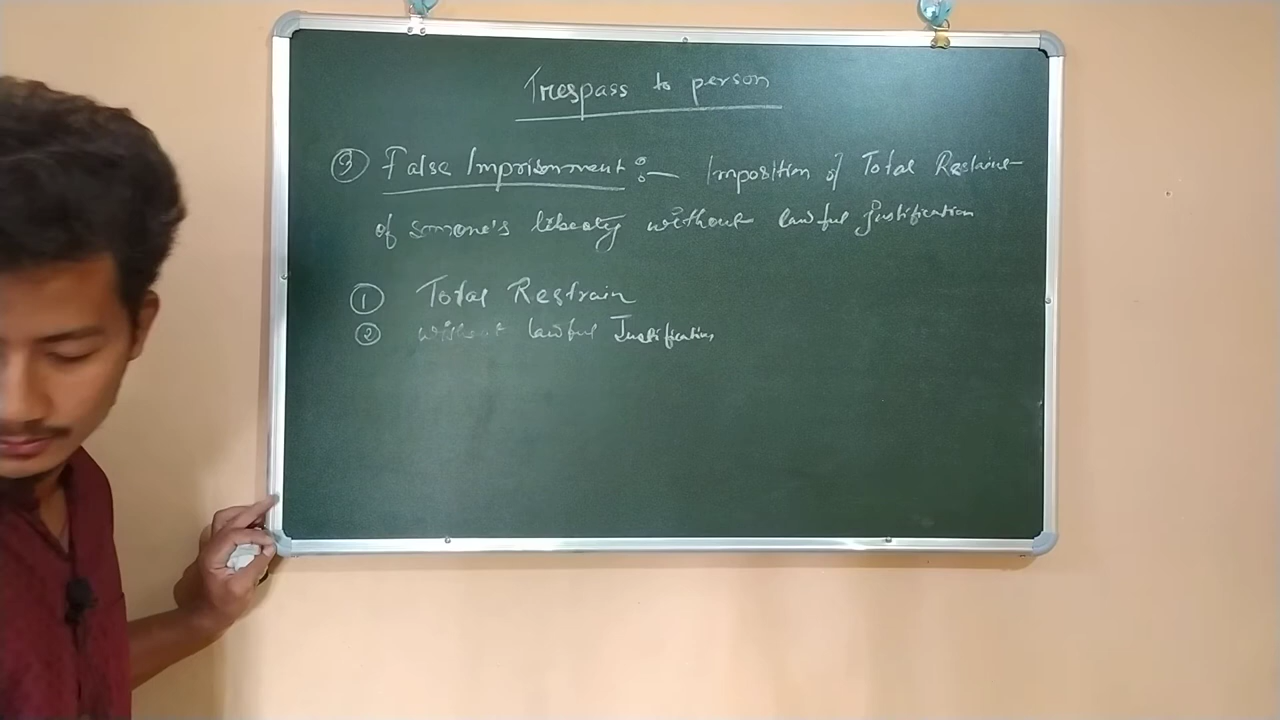 Trespass to person
③ False Imprisonment :— Imposition of Total Restraint
of somone's liberty without lawful justification
① Total Restrain
② without lawful Justification